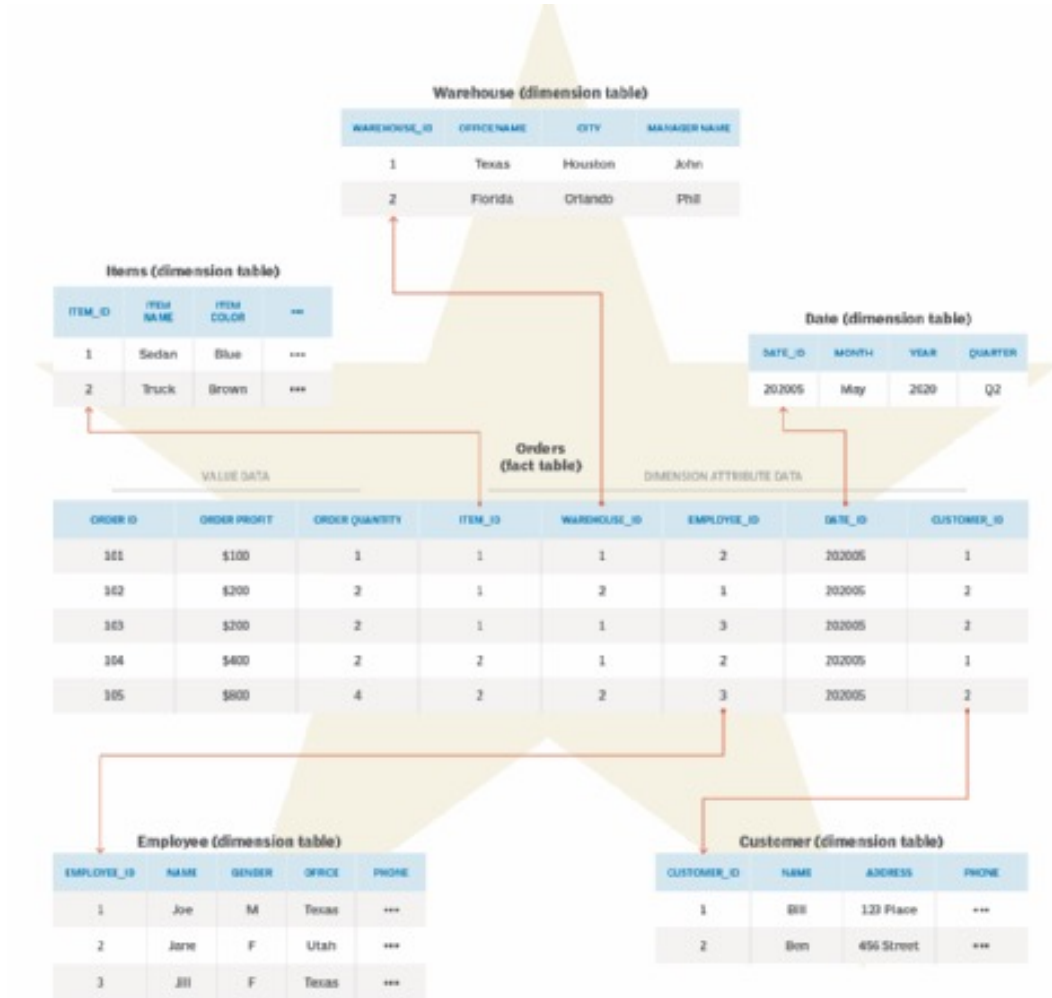 Warehouse (dimension table)
WAREHOUSE_ID OFFICE NAME CITY MANAGER NAME
1 Texas Houston John
2 Florida Orlando Phil
Items (dimension table)
ITEM_ID ITEM NAME ITEM COLOR •••
1 Sedan Blue •••
2 Truck Brown •••
Date (dimension table)
DATE_ID MONTH YEAR QUARTER
202005 May 2020 Q2
Orders
(fact table)
VALUE DATA DIMENSION ATTRIBUTE DATA
ORDER ID ORDER PROFIT ORDER QUANTITY ITEM_ID WAREHOUSE_ID EMPLOYEE_ID DATE_ID CUSTOMER_ID
101 $100 1 1 1 2 202005 1
102 $200 2 1 2 1 202005 2
103 $200 2 1 1 3 202005 2
104 $400 2 2 1 2 202005 1
105 $800 4 2 2 3 202005 2
Employee (dimension table)
EMPLOYEE_ID NAME GENDER OFFICE PHONE
1 Joe M Texas •••
2 Jane F Utah •••
3 Jill F Texas •••
Customer (dimension table)
CUSTOMER_ID NAME ADDRESS PHONE
1 Bill 123 Place •••
2 Ben 456 Street •••